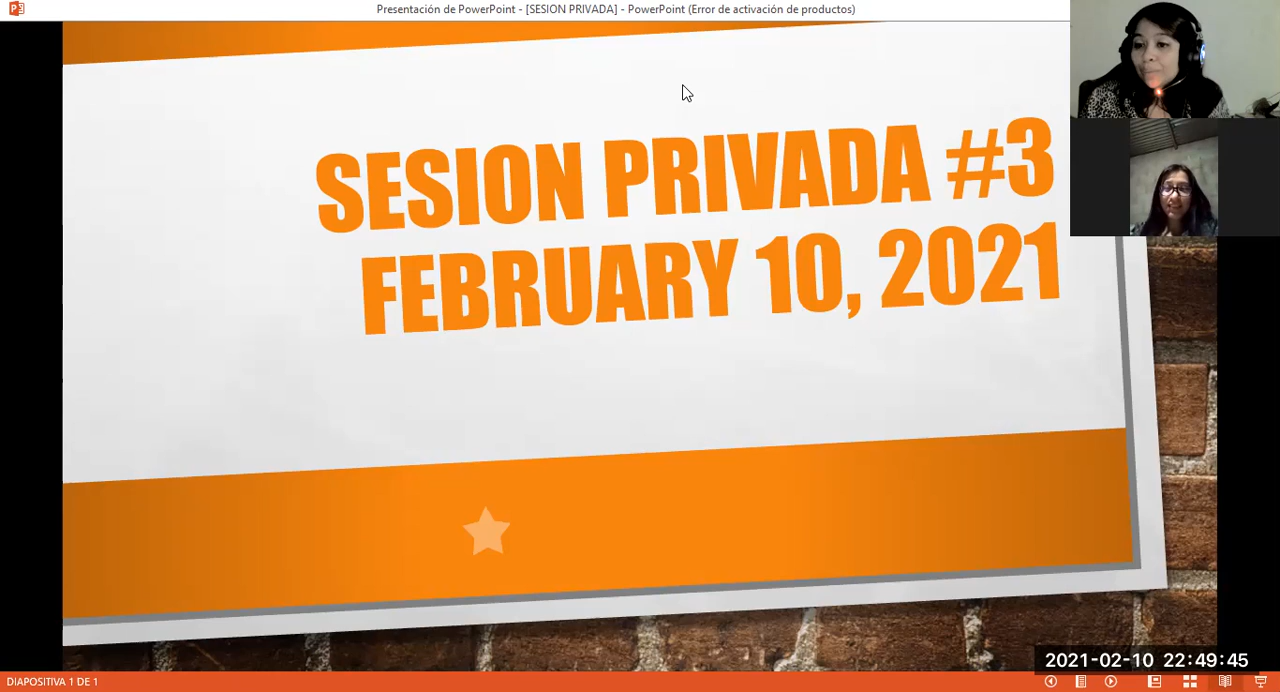 Presentación de PowerPoint - [SESION PRIVADA] - PowerPoint (Error de activación de productos)
SESION PRIVADA #3
FEBRUARY 10, 2021
2021-02-10 22:49:45
DIAPOSITIVA 1 DE 1